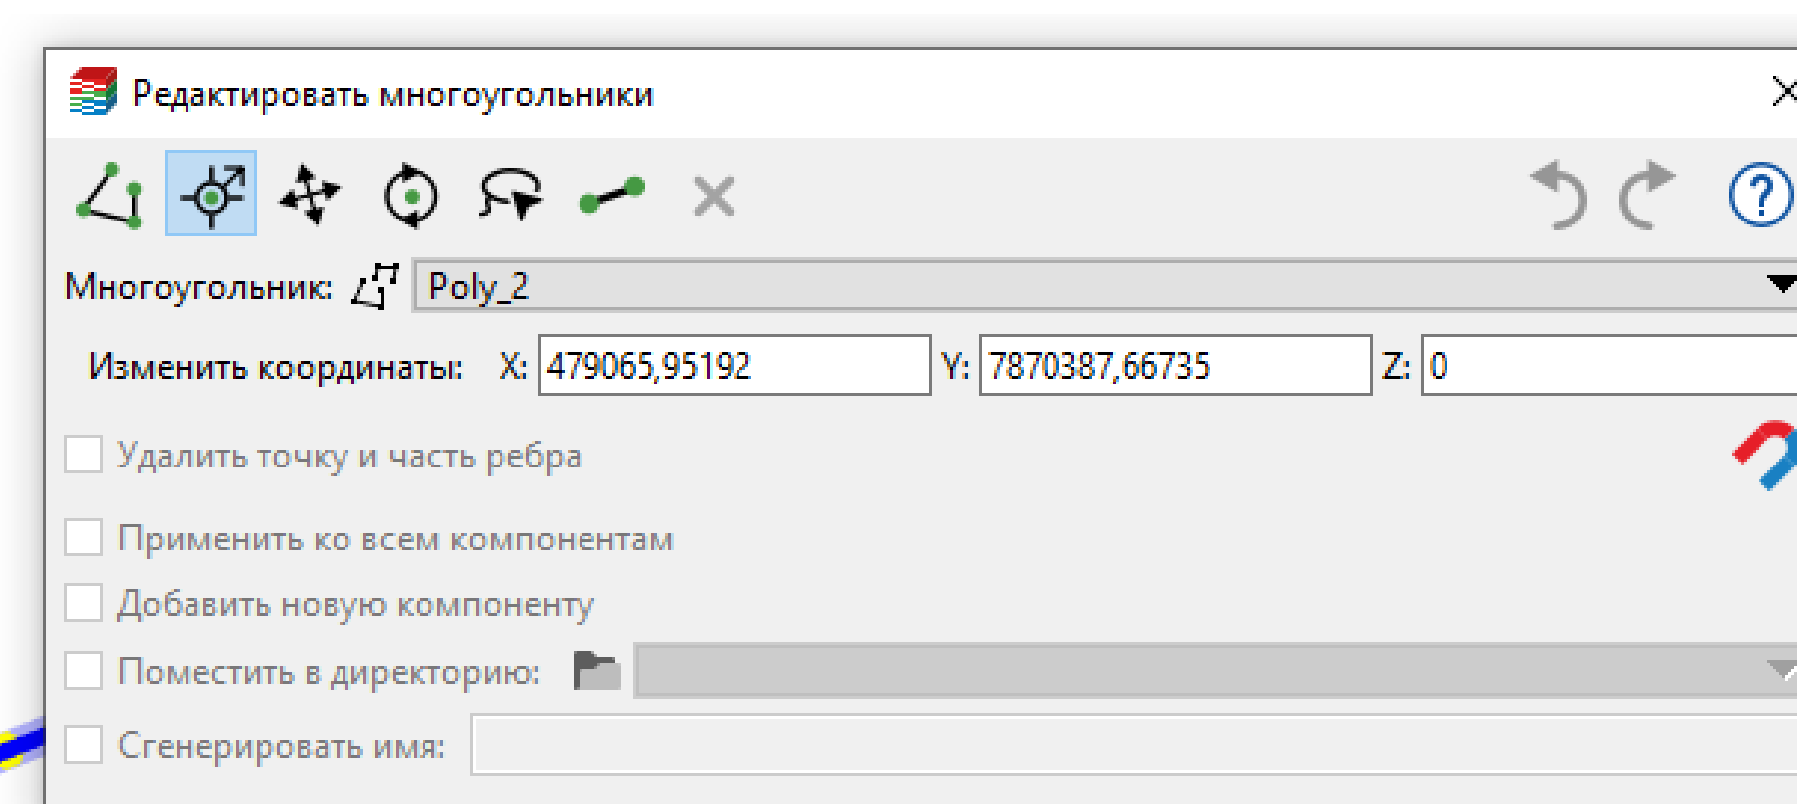 Редактировать многоугольники
Многоугольник: Poly_2
Изменить координаты: X: 479065,95192 Y: 7870387,66735 Z: 0
Удалить точку и часть ребра
Применить ко всем компонентам
Добавить новую компоненту
Поместить в директорию:
Сгенерировать имя: